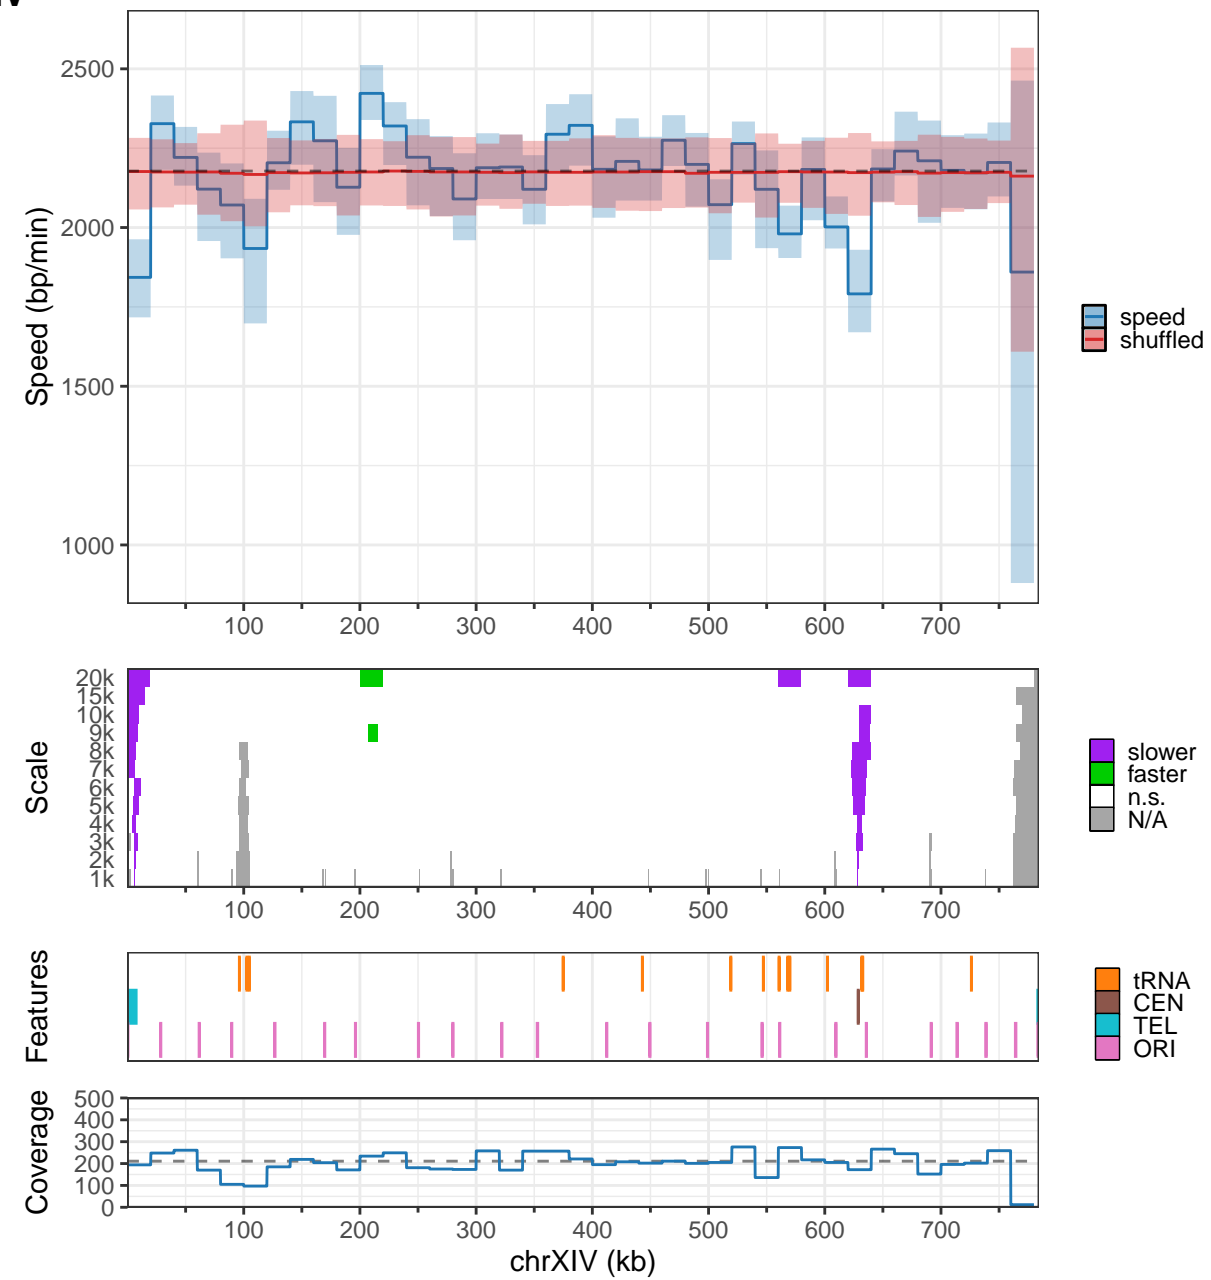 2500
2000
1500
1000
Speed (bp/min)
100 200 300 400 500 600 700
speed
shuffled
20k
15k
10k
9k
8k
7k
6k
5k
4k
3k
2k
1k
Scale
100 200 300 400 500 600 700
slower
faster
n.s.
N/A
Features
tRNA
CEN
TEL
ORI
Coverage
500
400
300
200
100
0
100 200 300 400 500 600 700
chrXIV (kb)